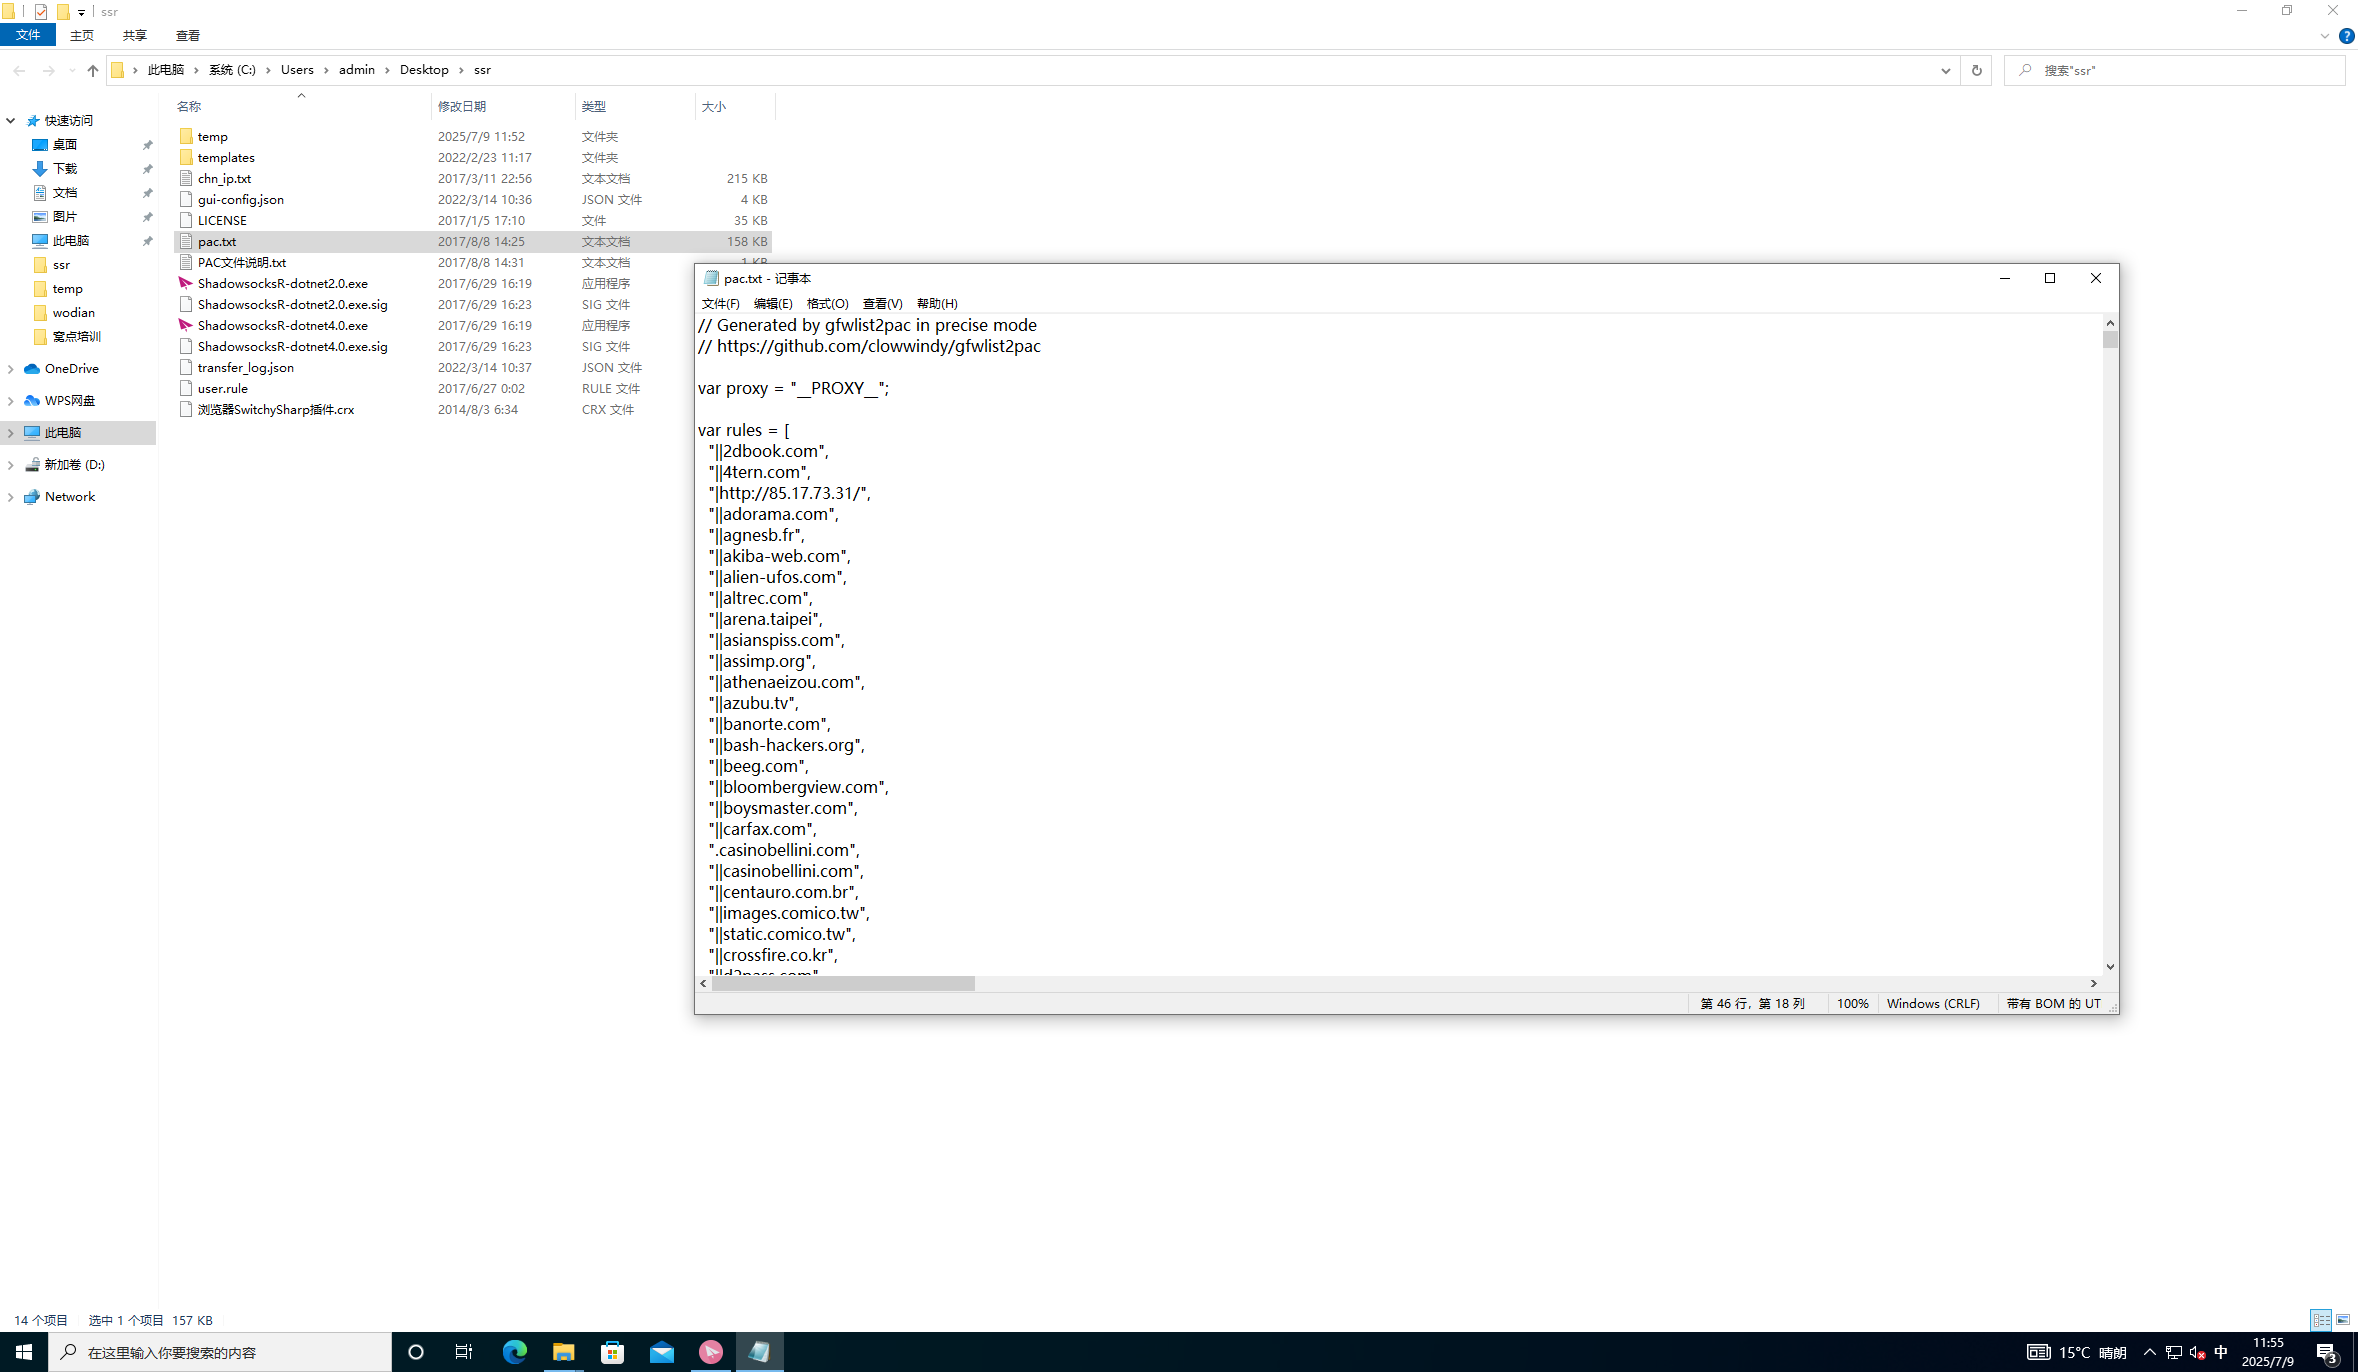 ssr
文件 主页 共享 查看
此电脑 › 系统 (C:) › Users › admin › Desktop › ssr
搜索"ssr"
名称 修改日期 类型 大小
快速访问
桌面
下载
文档
图片
此电脑
ssr
temp
wodian
窝点培训
OneDrive
WPS网盘
此电脑
新加卷 (D:)
Network
temp 2025/7/9 11:52 文件夹
templates 2022/2/23 11:17 文件夹
chn_ip.txt 2017/3/11 22:56 文本文档 215 KB
gui-config.json 2022/3/14 10:36 JSON 文件 4 KB
LICENSE 2017/1/5 17:10 文件 35 KB
pac.txt 2017/8/8 14:25 文本文档 158 KB
PAC文件说明.txt 2017/8/8 14:31 文本文档 1 KB
ShadowsocksR-dotnet2.0.exe 2017/6/29 16:19 应用程序
ShadowsocksR-dotnet2.0.exe.sig 2017/6/29 16:23 SIG 文件
ShadowsocksR-dotnet4.0.exe 2017/6/29 16:19 应用程序
ShadowsocksR-dotnet4.0.exe.sig 2017/6/29 16:23 SIG 文件
transfer_log.json 2022/3/14 10:37 JSON 文件
user.rule 2017/6/27 0:02 RULE 文件
浏览器SwitchySharp插件.crx 2014/8/3 6:34 CRX 文件
pac.txt - 记事本
文件(F) 编辑(E) 格式(O) 查看(V) 帮助(H)
// Generated by gfwlist2pac in precise mode
// https://github.com/clowwindy/gfwlist2pac
var proxy = "__PROXY__";
var rules = [
"||2dbook.com",
"||4tern.com",
"|http://85.17.73.31/",
"||adorama.com",
"||agnesb.fr",
"||akiba-web.com",
"||alien-ufos.com",
"||altrec.com",
"||arena.taipei",
"||asianspiss.com",
"||assimp.org",
"||athenaeizou.com",
"||azubu.tv",
"||banorte.com",
"||bash-hackers.org",
"||beeg.com",
"||bloombergview.com",
"||boysmaster.com",
"||carfax.com",
".casinobellini.com",
"||casinobellini.com",
"||centauro.com.br",
"||images.comico.tw",
"||static.comico.tw",
"||crossfire.co.kr",
"||d2pass.com"
第 46 行，第 18 列 100% Windows (CRLF) 带有 BOM 的 UT
14 个项目 选中 1 个项目 157 KB
在这里输入你要搜索的内容
15°C 晴朗 中 11:55
2025/7/9 3